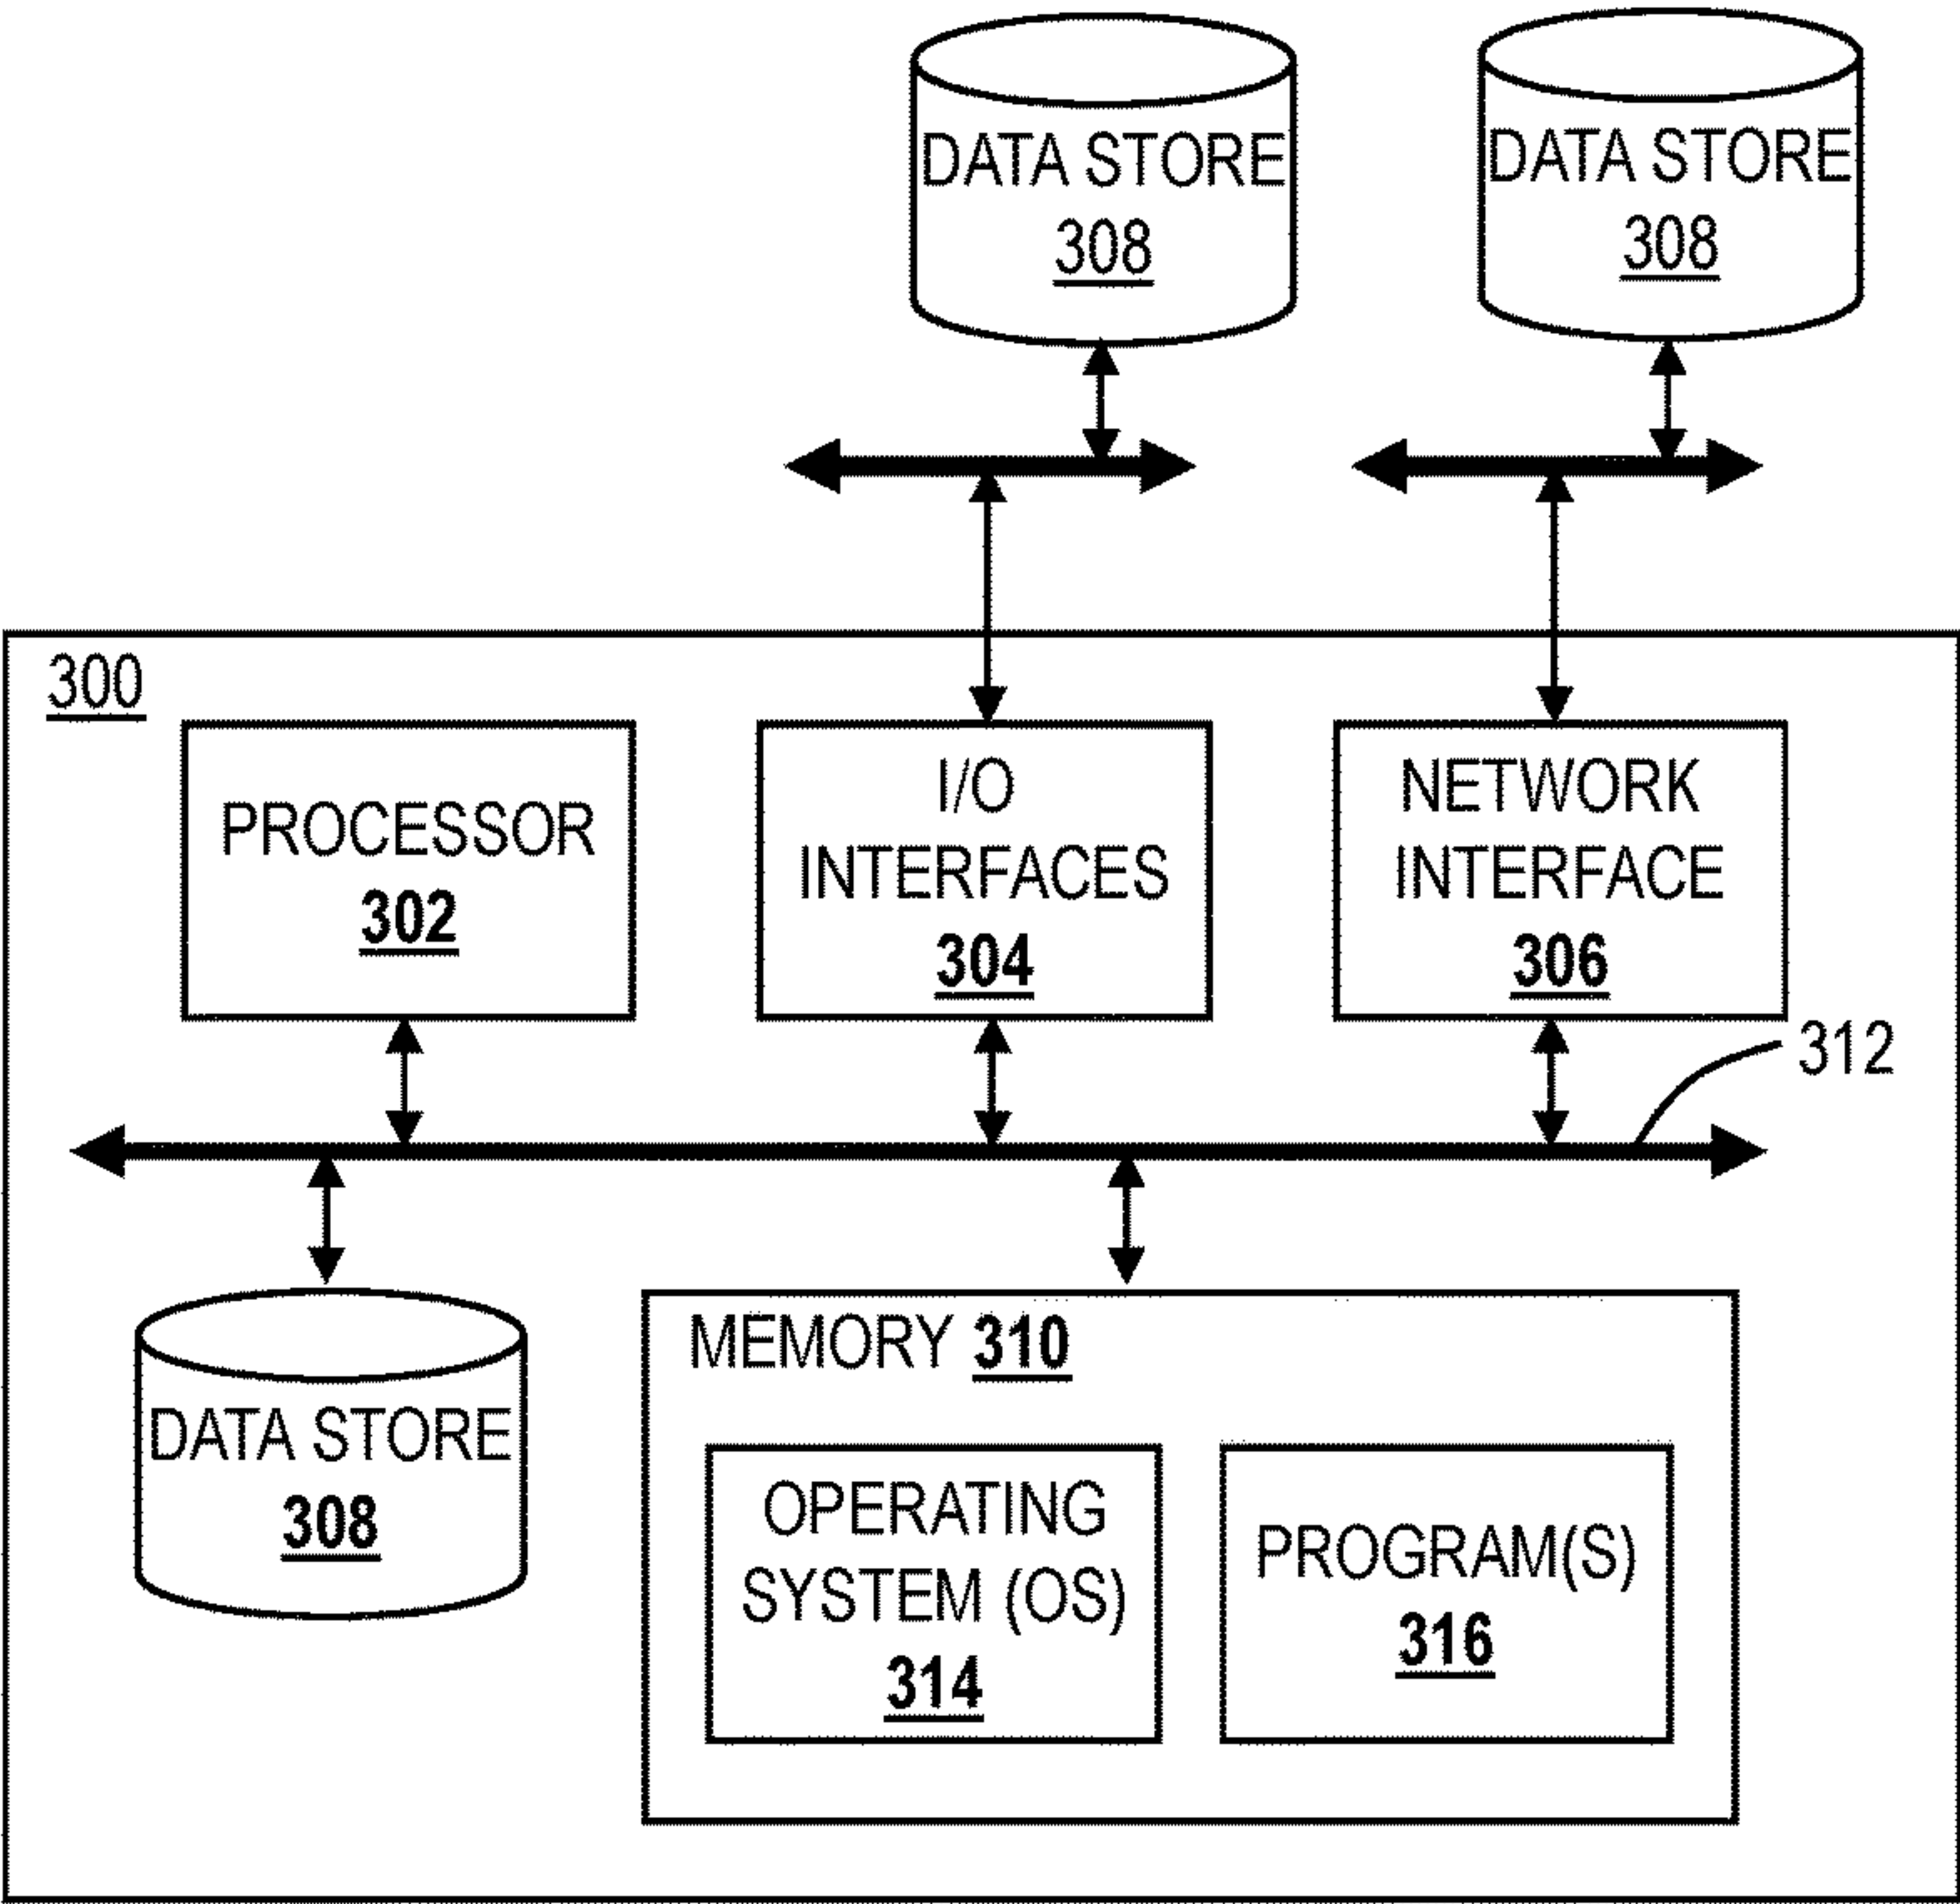 DATA STORE
308
DATA STORE
308
300
PROCESSOR
302
I/O
INTERFACES
304
NETWORK
INTERFACE
306
312
DATA STORE
308
MEMORY 310
OPERATING
SYSTEM (OS)
314
PROGRAM(S)
316